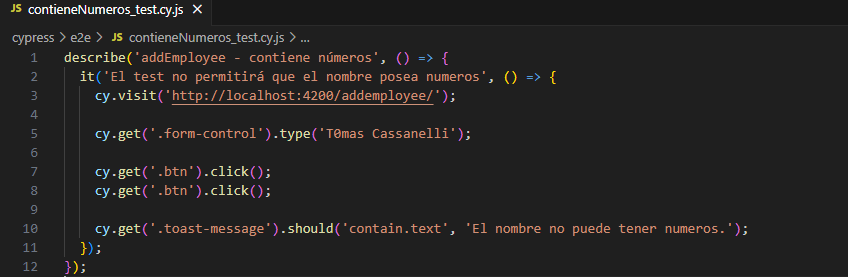 JS contieneNumeros_test.cy.js ×
cypress > e2e > JS contieneNumeros_test.cy.js > ...
1 describe('addEmployee - contiene números', () => {
2 it('El test no permitirá que el nombre posea numeros', () => {
3 cy.visit('http://localhost:4200/addemployee/');
4
5 cy.get('.form-control').type('T0mas Cassanelli');
6
7 cy.get('.btn').click();
8 cy.get('.btn').click();
9
10 cy.get('.toast-message').should('contain.text', 'El nombre no puede tener numeros.');
11 });
12 });